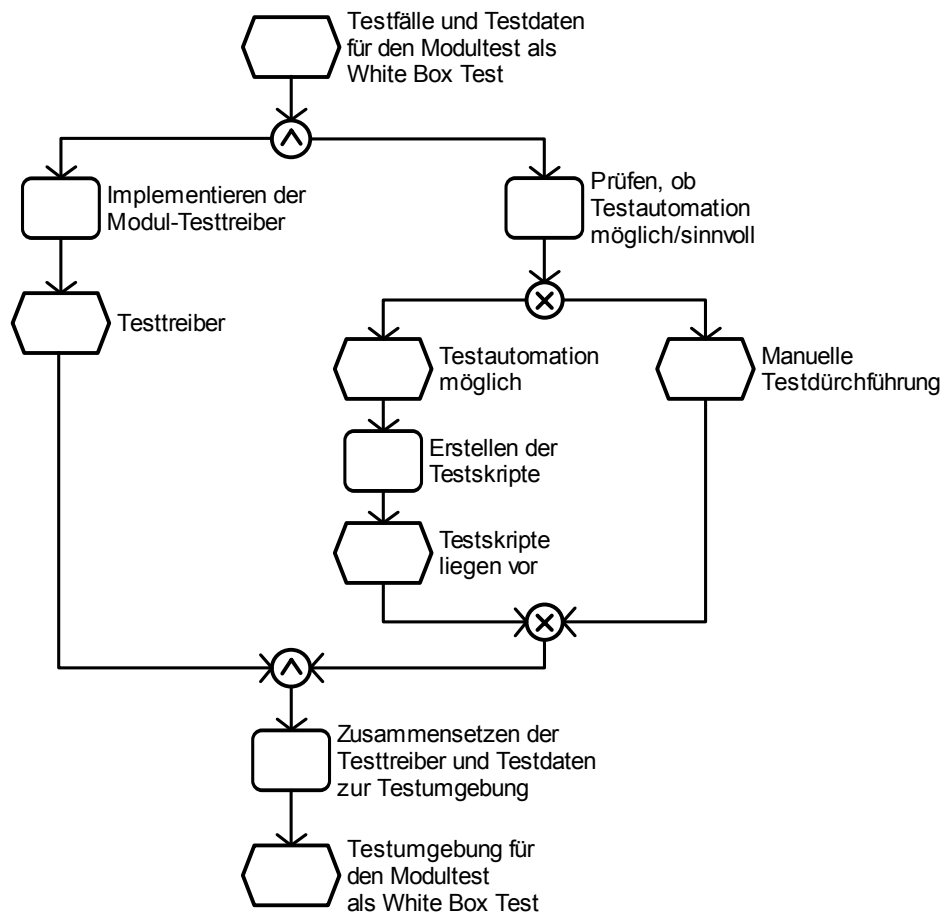 Testfälle und Testdaten
für den Modultest als
White Box Test
Implementieren der
Modul-Testtreiber
Prüfen, ob
Testautomation
möglich/sinnvoll
Testtreiber
Testautomation
möglich
Manuelle
Testdürchführung
Erstellen der
Testskripte
Testskripte
liegen vor
Zusammensetzen der
Testtreiber und Testdaten
zur Testumgebung
Testumgebung für
den Modultest
als White Box Test